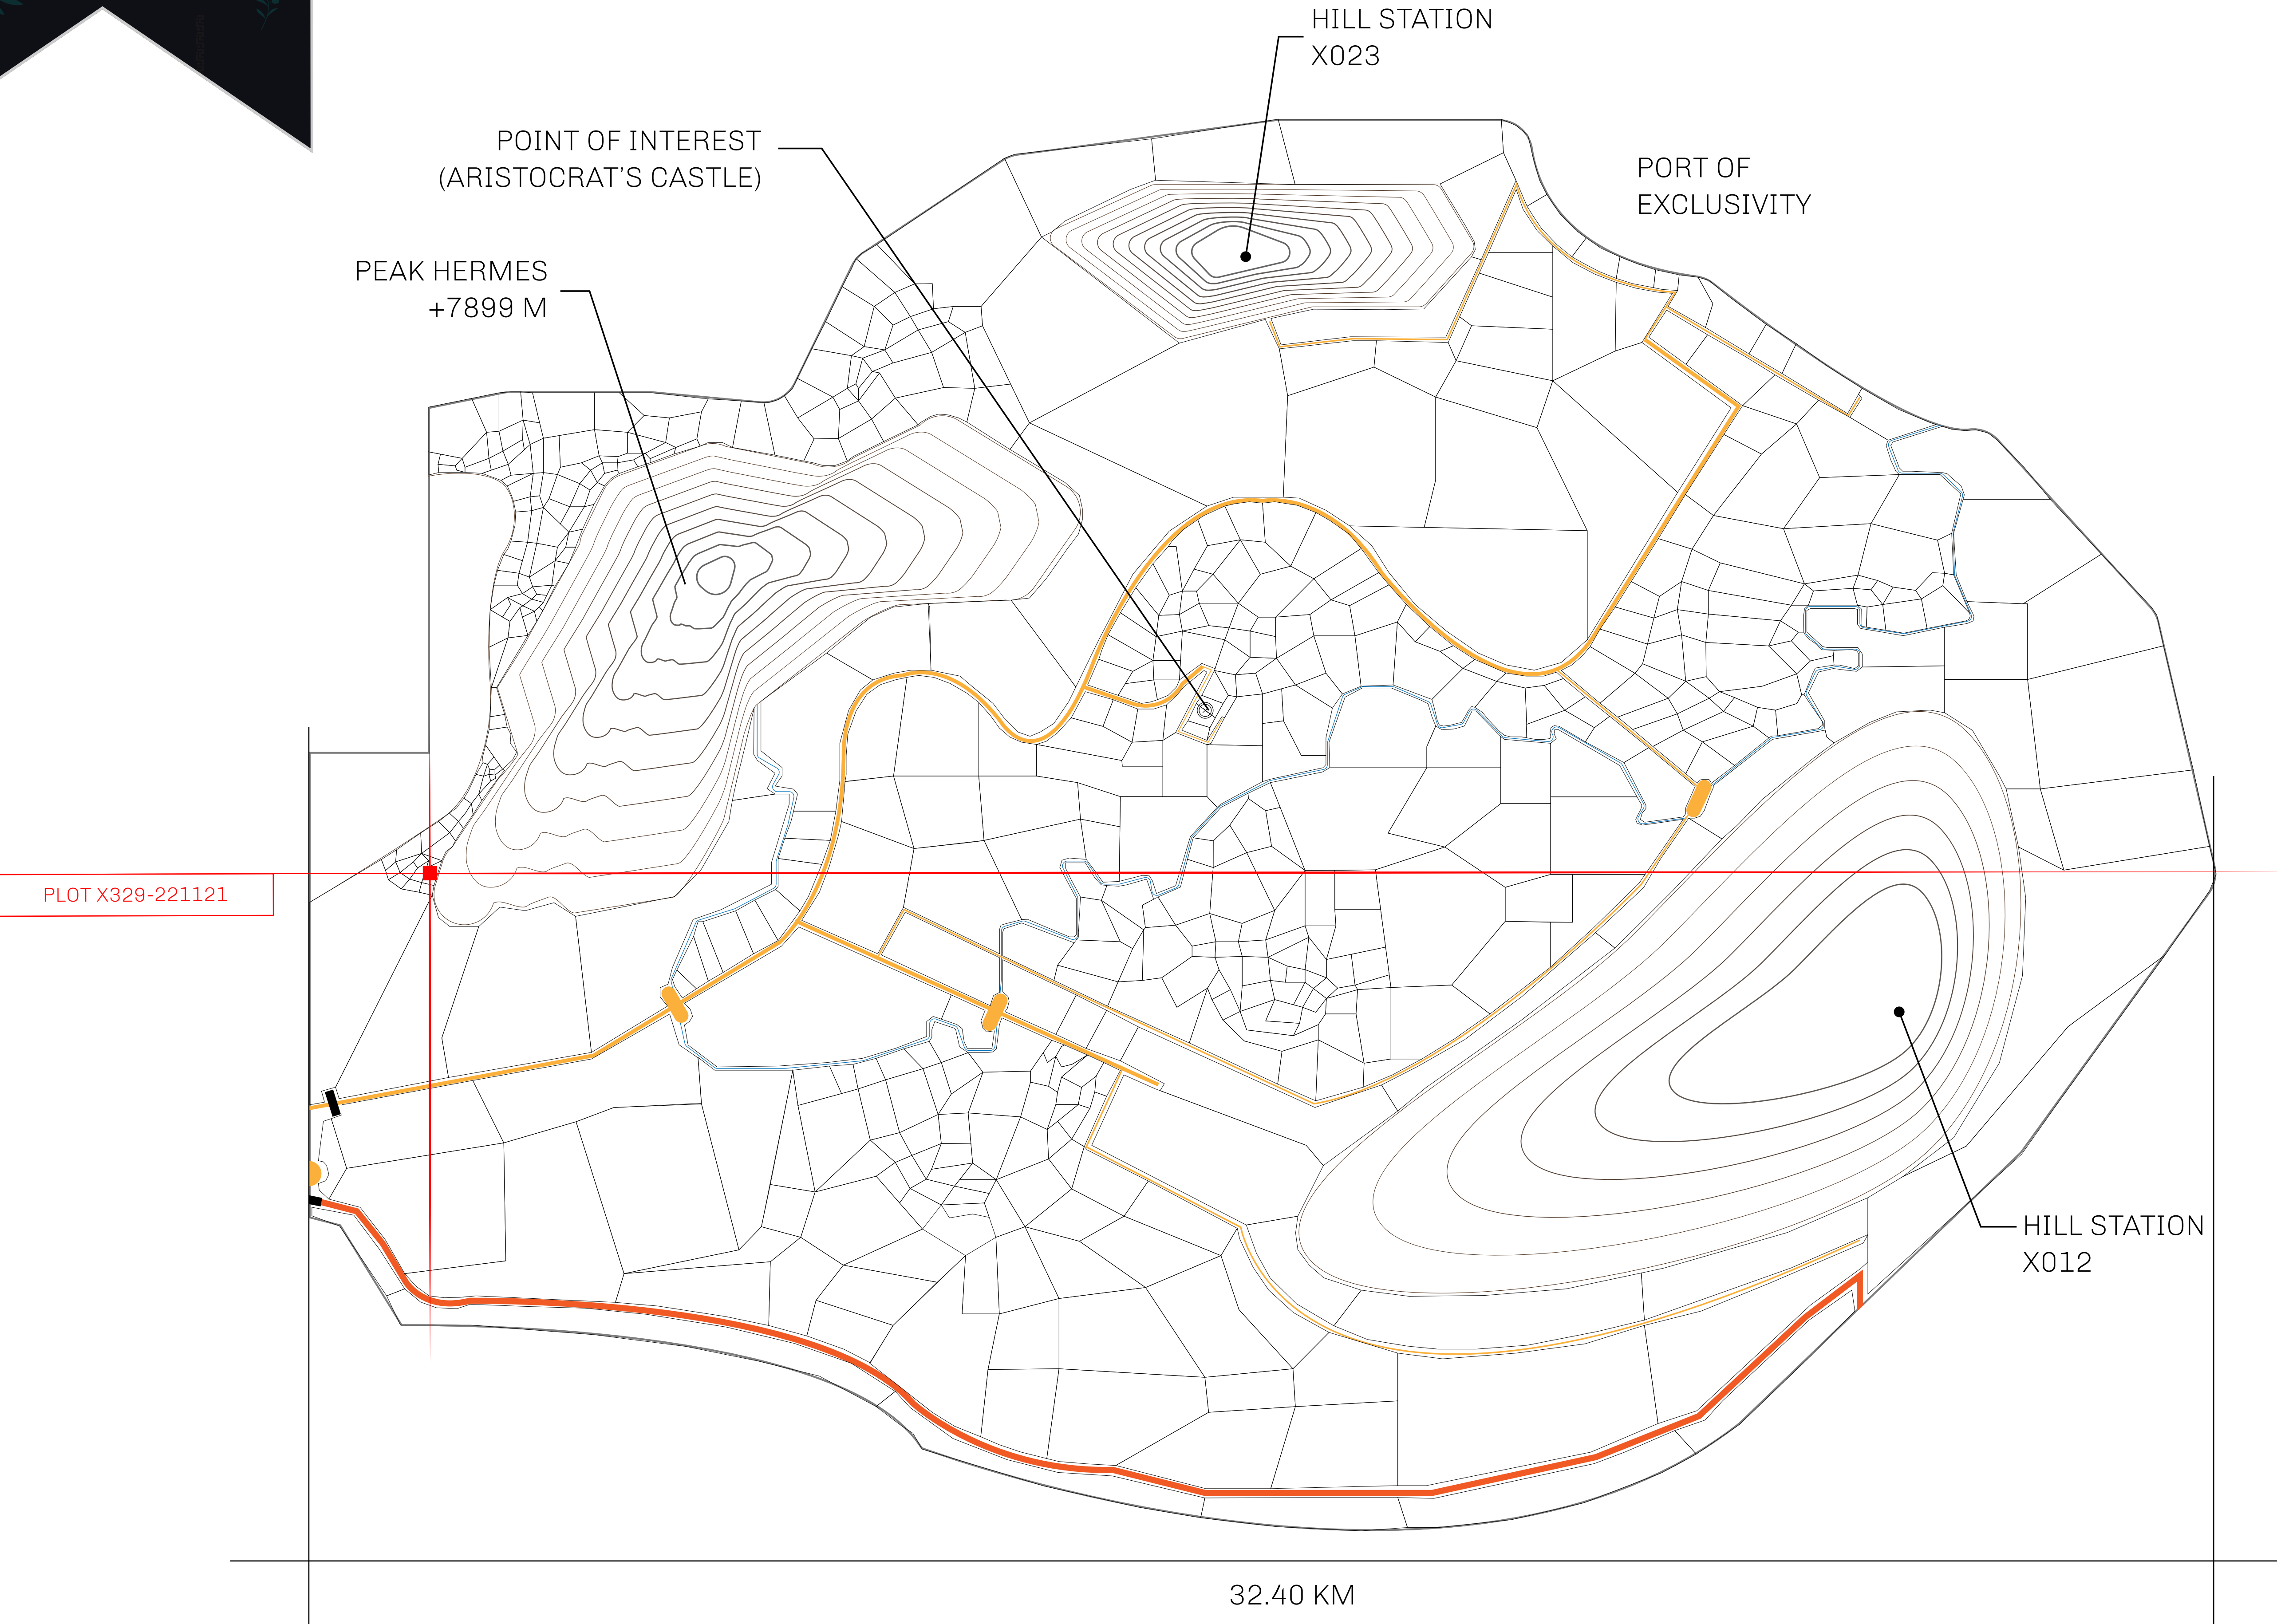 HILL STATION
X023
POINT OF INTEREST
(ARISTOCRAT'S CASTLE)
PORT OF
EXCLUSIVITY
PEAK HERMES
+7899 M
PLOT X329-221121
HILL STATION
X012
32.40 KM